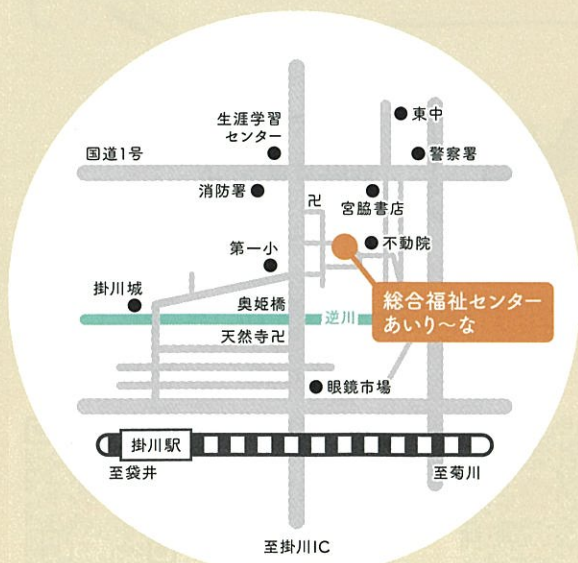 東中
生涯学習
センター
国道1号
警察署
消防署
卍
宮脇書店
不動院
第一小
掛川城
総合福祉センター
あいり～な
奥姫橋
逆川
天然寺卍
眼鏡市場
掛川駅
至袋井
至菊川
至掛川IC